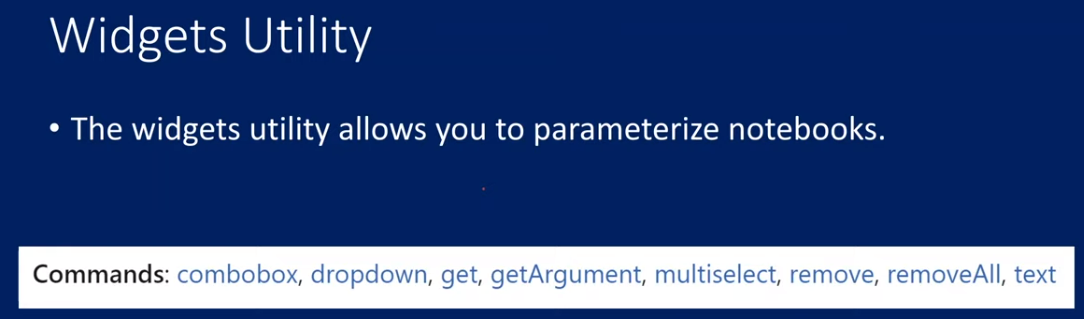 Widgets Utility
• The widgets utility allows you to parameterize notebooks.
Commands: combobox, dropdown, get, getArgument, multiselect, remove, removeAll, text